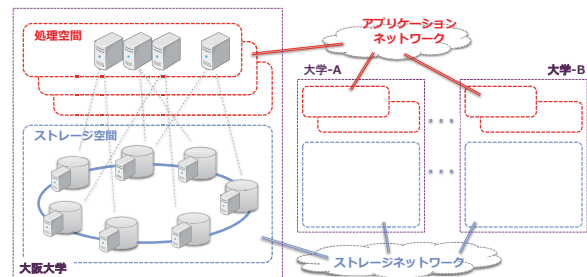 処理空間
アプリケーション
ネットワーク
大学-A
大学-B
ストレージ空間
・・・
・・・
大阪大学
ストレージネットワーク